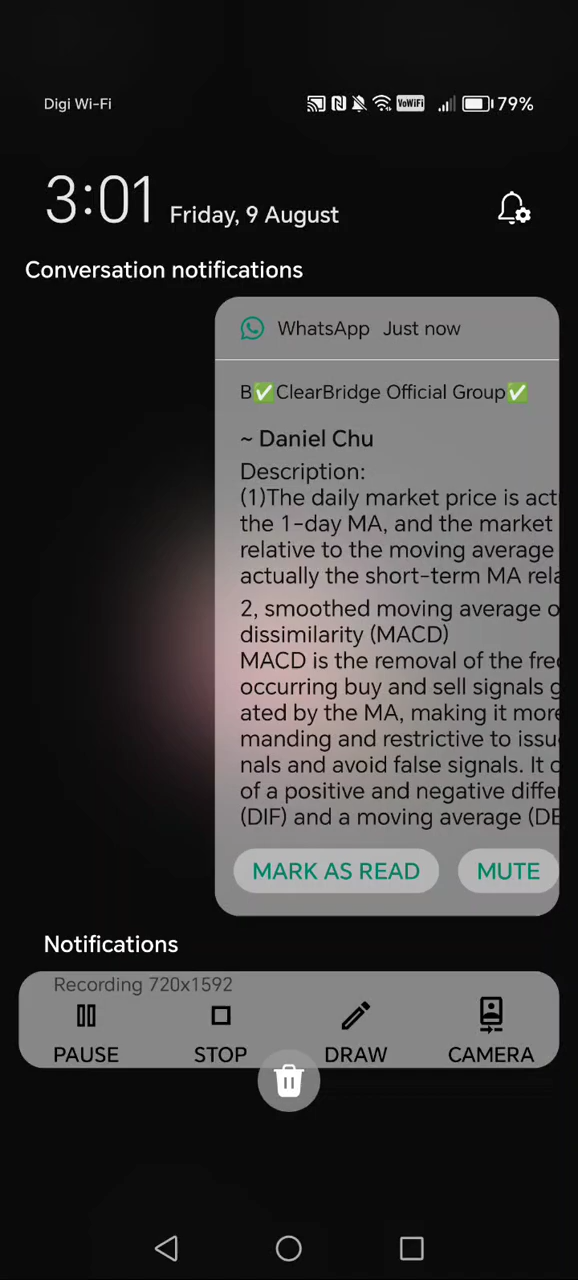 Digi Wi-Fi
VoWiFi
79%
3:01 Friday, 9 August
Conversation notifications
WhatsApp Just now
B✅ClearBridge Official Group✅
~ Daniel Chu
Description:
(1)The daily market price is act
the 1-day MA, and the market
relative to the moving average
actually the short-term MA rela
2, smoothed moving average o
dissimilarity (MACD)
MACD is the removal of the fre
occurring buy and sell signals g
ated by the MA, making it more
manding and restrictive to issu
nals and avoid false signals. It c
of a positive and negative differ
(DIF) and a moving average (DE
MARK AS READ
MUTE
Notifications
Recording 720x1592
PAUSE
STOP
DRAW
CAMERA